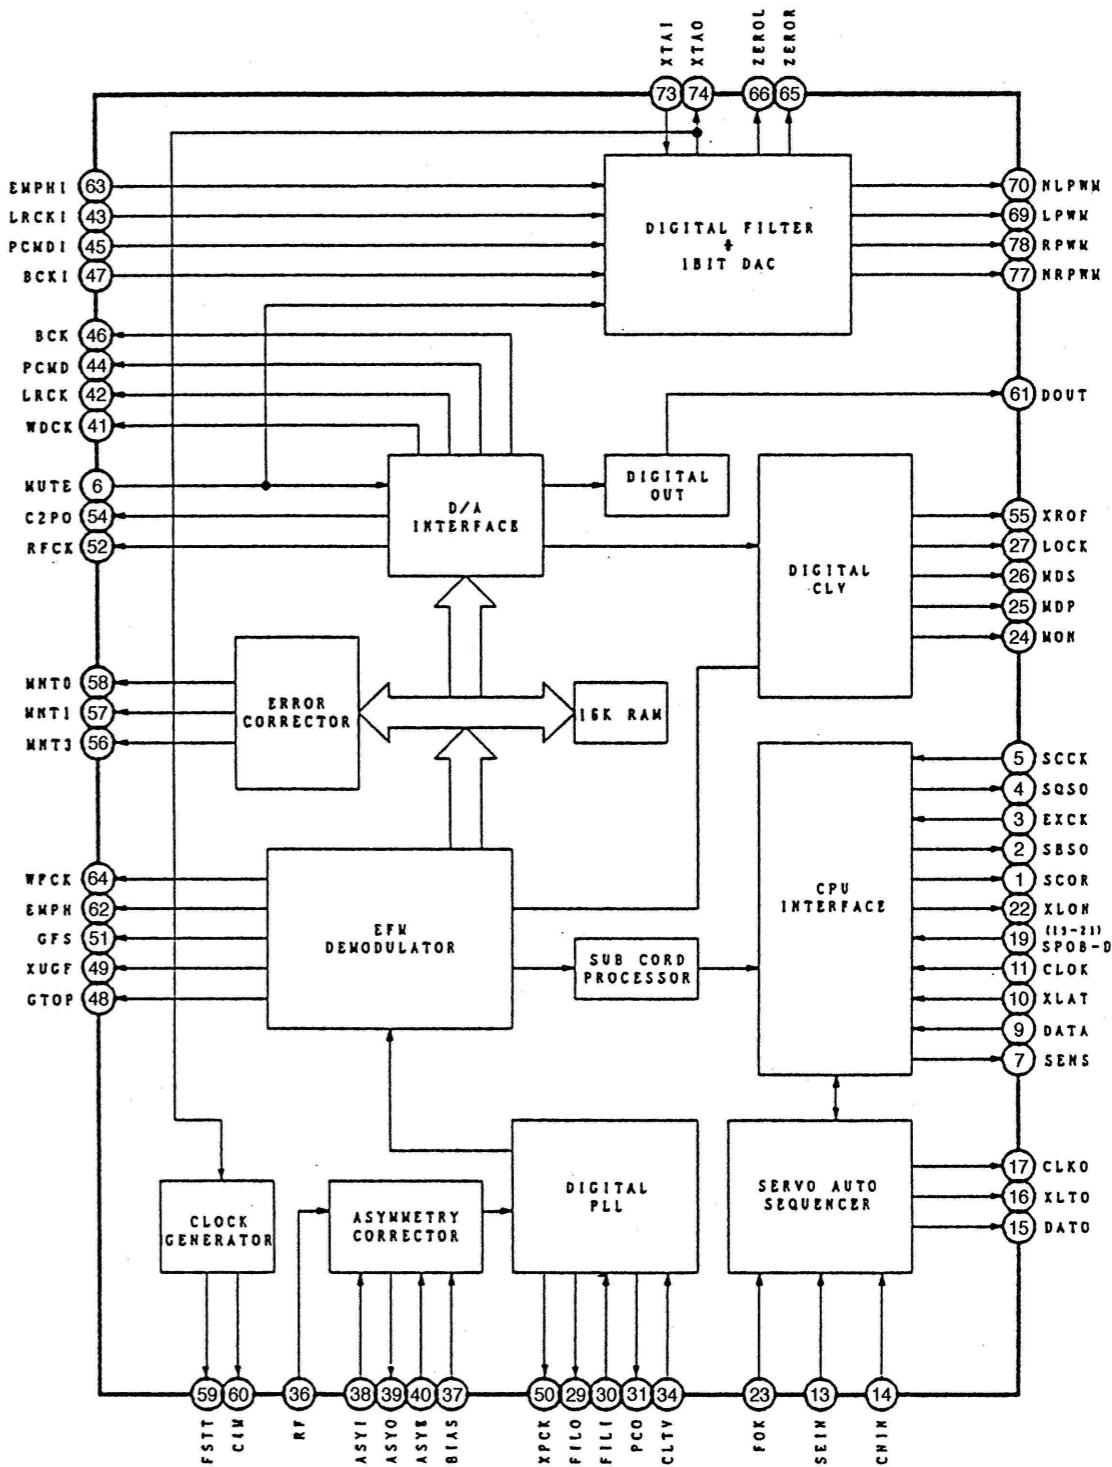 XTAI
XTAO
ZEROL
ZEROR
73
74
66
65
EMPHI 63
LRCKI 43
PCMDI 45
BCKI 47
DIGITAL FILTER
+
1BIT DAC
70 NLPWM
69 LPWM
78 RPWM
77 NRPWM
BCK 46
PCMD 44
LRCK 42
WDCK 41
61 DOUT
MUTE 6
C2PO 54
RFCK 52
D/A
INTERFACE
DIGITAL
OUT
DIGITAL
CLV
55 XROF
27 LOCK
26 MDS
25 MDP
24 MON
MNT0 58
MNT1 57
MNT3 56
ERROR
CORRECTOR
16K RAM
5 SCCK
4 SQSO
3 EXCK
2 SBSO
1 SCOR
22 XLON
19 (19-21)
SPOB-D
11 CLOK
10 XLAT
9 DATA
7 SENS
CPU
INTERFACE
WFCK 64
EMPH 62
GFS 51
XUGF 49
GTOP 48
EFM
DEMODULATOR
SUB CORD
PROCESSOR
CLOCK
GENERATOR
ASYMMETRY
CORRECTOR
DIGITAL
PLL
SERVO AUTO
SEQUENCER
17 CLKO
16 XLTO
15 DATO
59
60
36
38
39
40
37
50
29
30
31
34
23
13
14
FSTT
C4M
RF
ASYI
ASYO
ASYE
BIAS
XPCK
FILO
FILI
PCO
CLTV
FOK
SEIN
CNIN